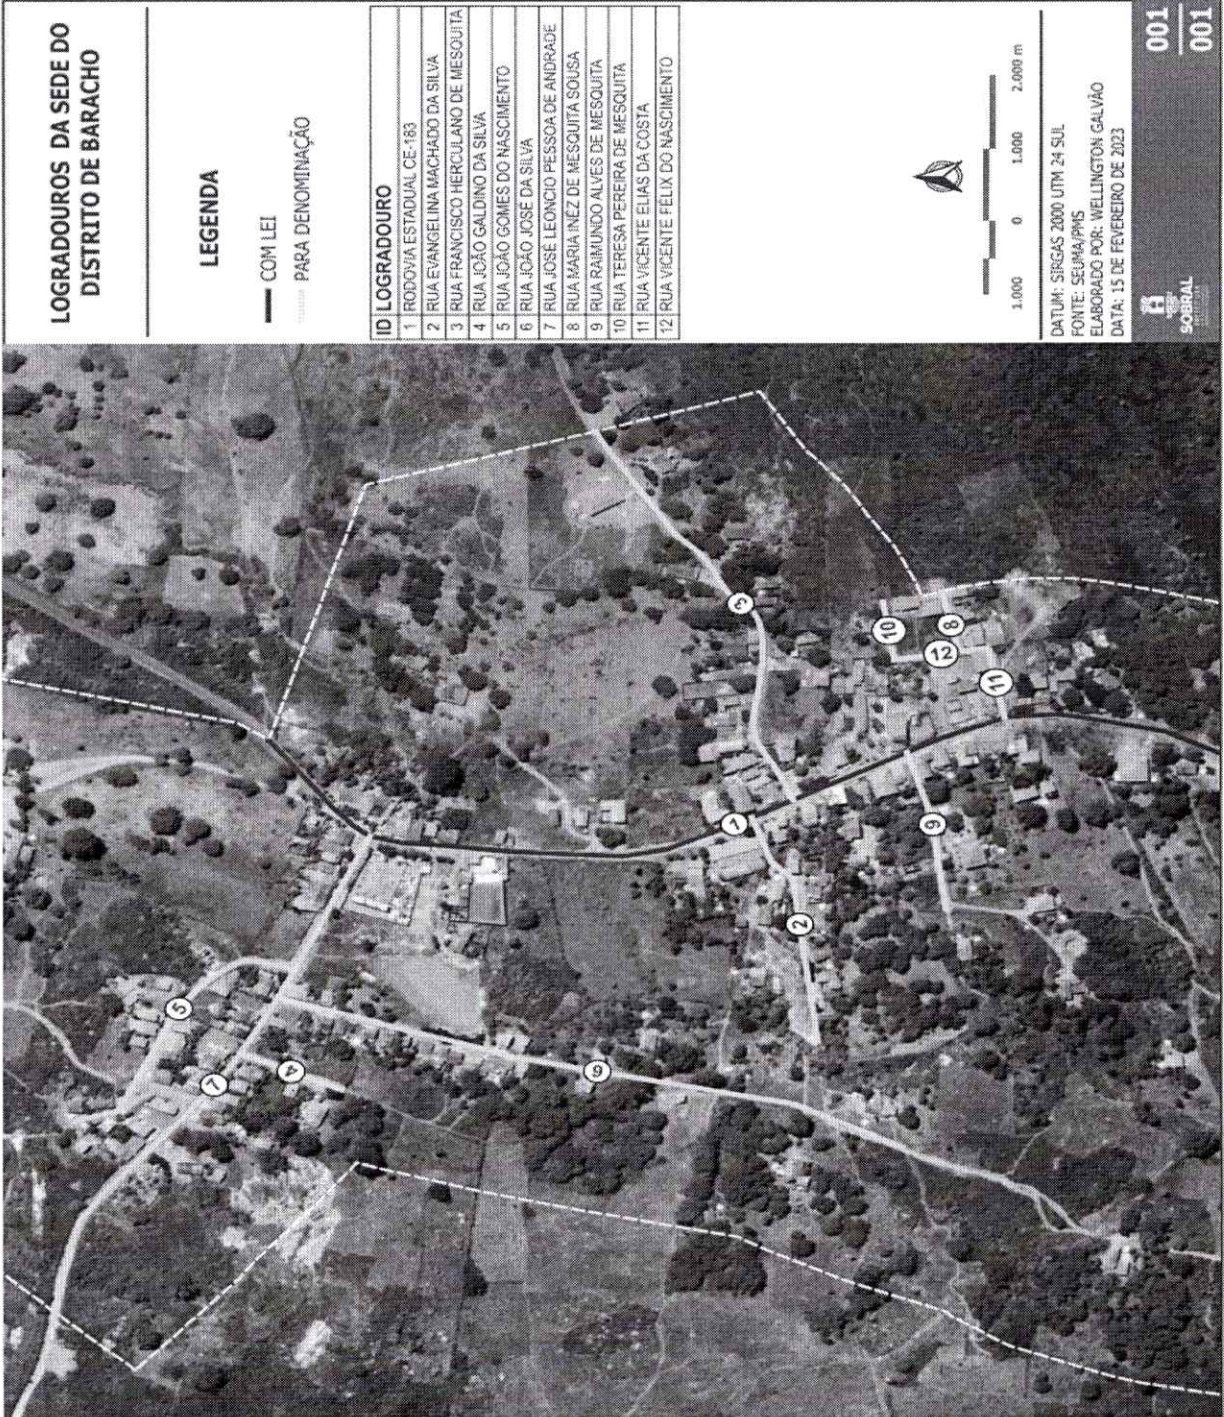 LOGRADOUROS DA SEDE DO
DISTRITO DE BARACHO
LEGENDA
COM LEI
PARA DENOMINAÇÃO
ID LOGRADOURO
1 RODOVIA ESTADUAL CE-183
2 RUA EVANGELINA MACHADO DA SILVA
3 RUA FRANCISCO HERCULANO DE MESQUITA
4 RUA JOÃO GALDINO DA SILVA
5 RUA JOÃO GOMES DO NASCIMENTO
6 RUA JOÃO JOSÉ DA SILVA
7 RUA JOSÉ LEONCIO PESSOA DE ANDRADE
8 RUA MARIA INÊZ DE MESQUITA SOUSA
9 RUA RAIMUNDO ALVES DE MESQUITA
10 RUA TERESA PEREIRA DE MESQUITA
11 RUA VICENTE ELIAS DA COSTA
12 RUA VICENTE FÉLIX DO NASCIMENTO
1.000 0 1.000 2.000 m
DATUM: SIRGAS 2000 UTM 24 SUL
FONTE: SEUMA/PMS
ELABORADO POR: WELLINGTON GALVÃO
DATA: 15 DE FEVEREIRO DE 2023
SOBRAL
001
001
5
7
4
6
3
1
2
10
12
8
11
9